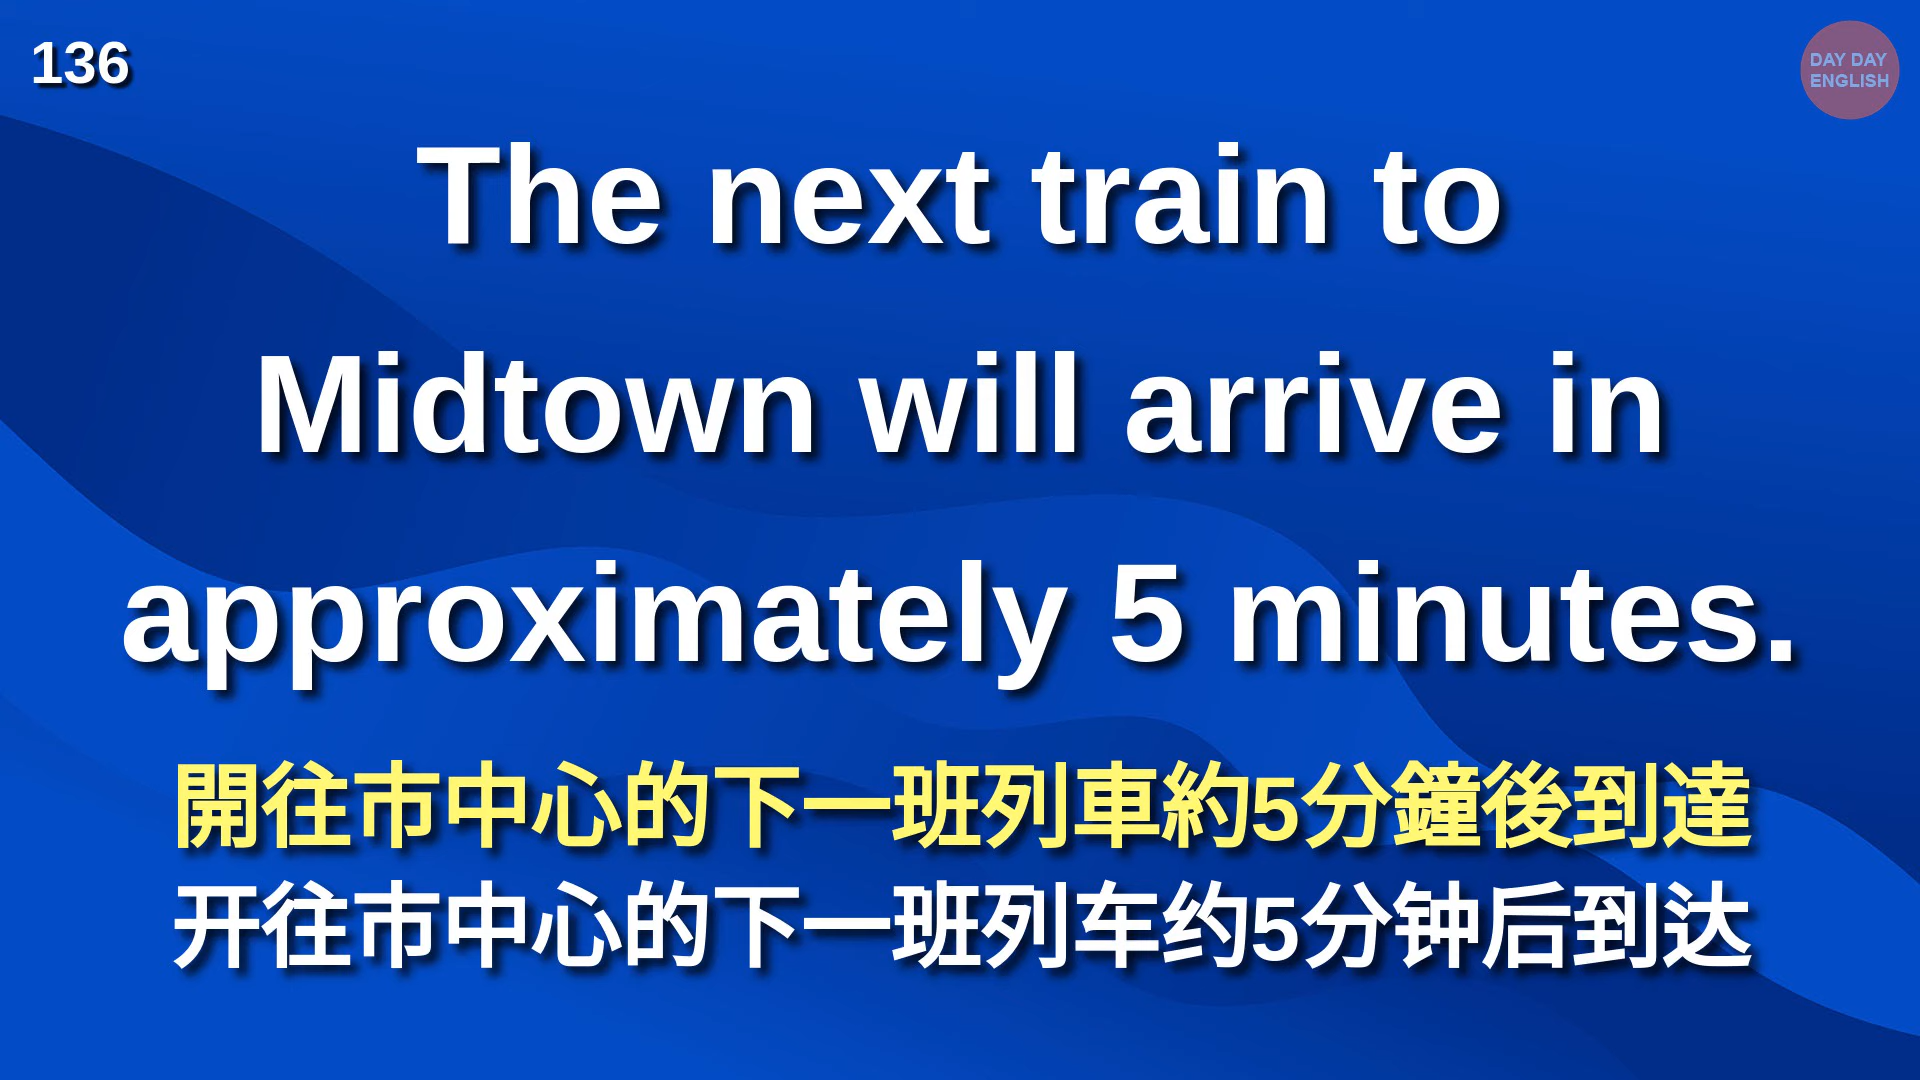 136
DAY DAY
ENGLISH
The next train to
Midtown will arrive in
approximately 5 minutes.
開往市中心的下一班列車約5分鐘後到達
开往市中心的下一班列车约5分钟后到达